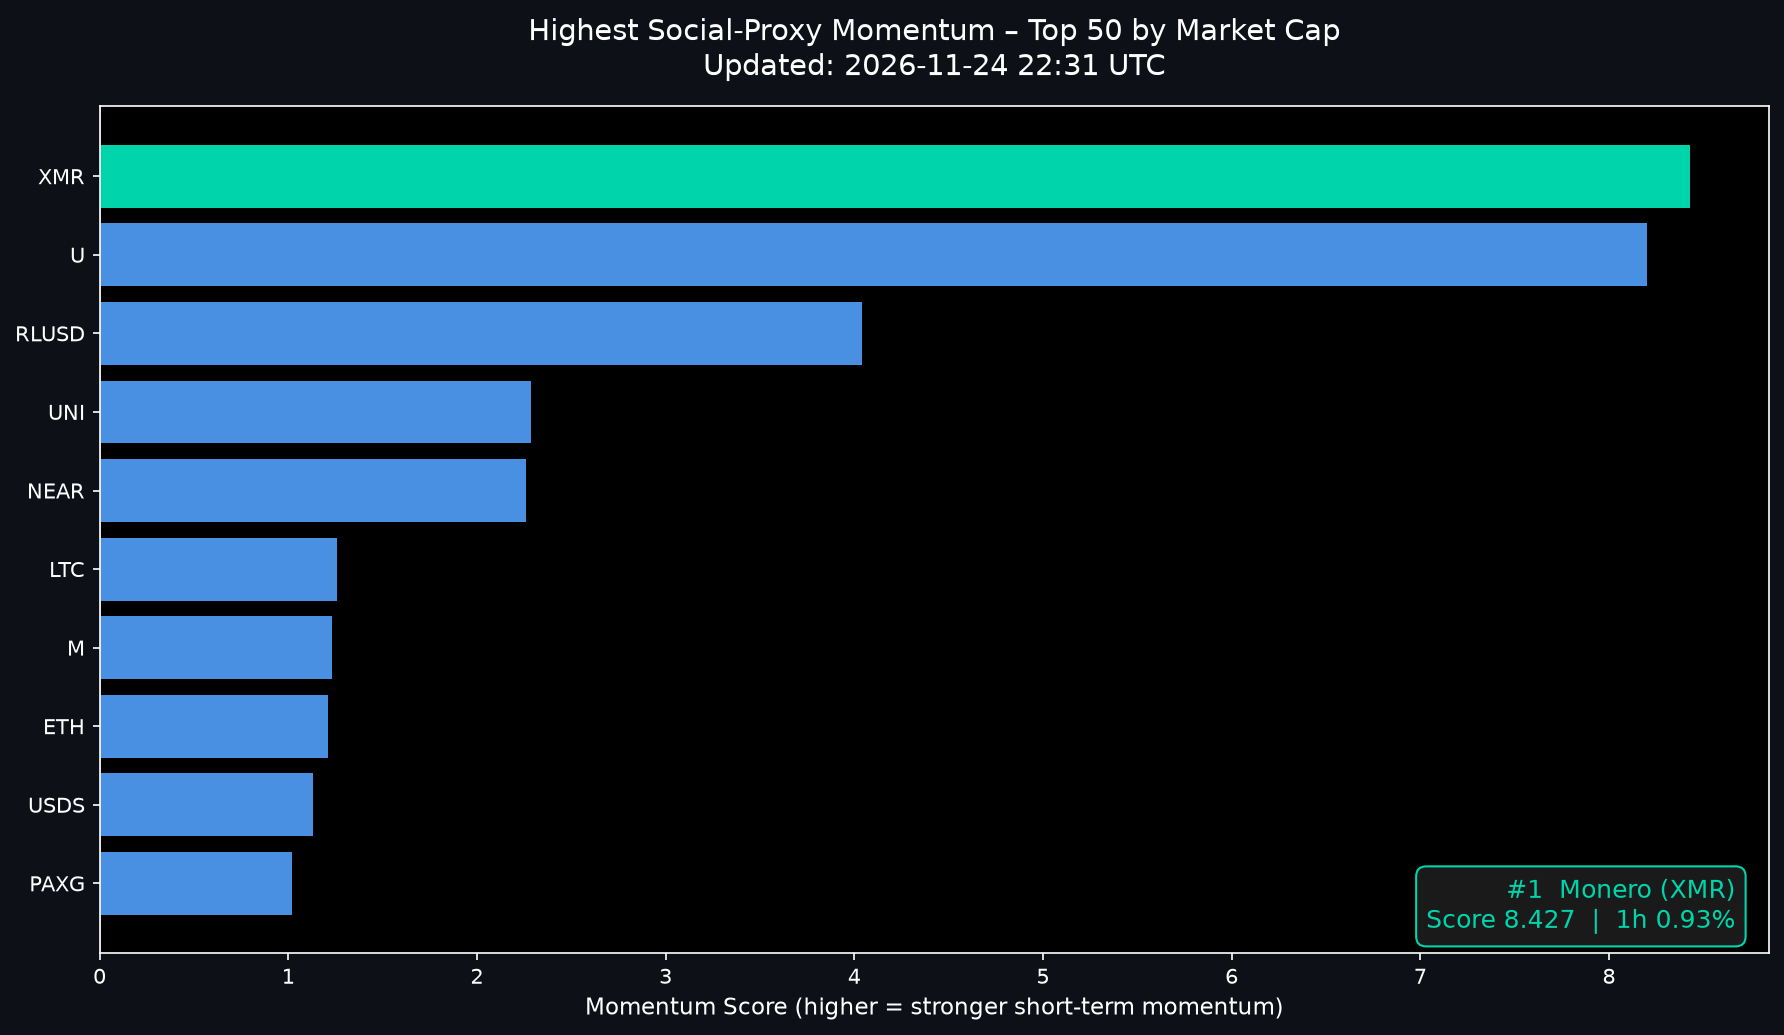 Highest Social-Proxy Momentum – Top 50 by Market Cap
Updated: 2026-11-24 22:31 UTC
XMR
U
RLUSD
UNI
NEAR
LTC
M
ETH
USDS
PAXG
#1  Monero (XMR)
Score 8.427  |  1h 0.93%
0 1 2 3 4 5 6 7 8
Momentum Score (higher = stronger short-term momentum)